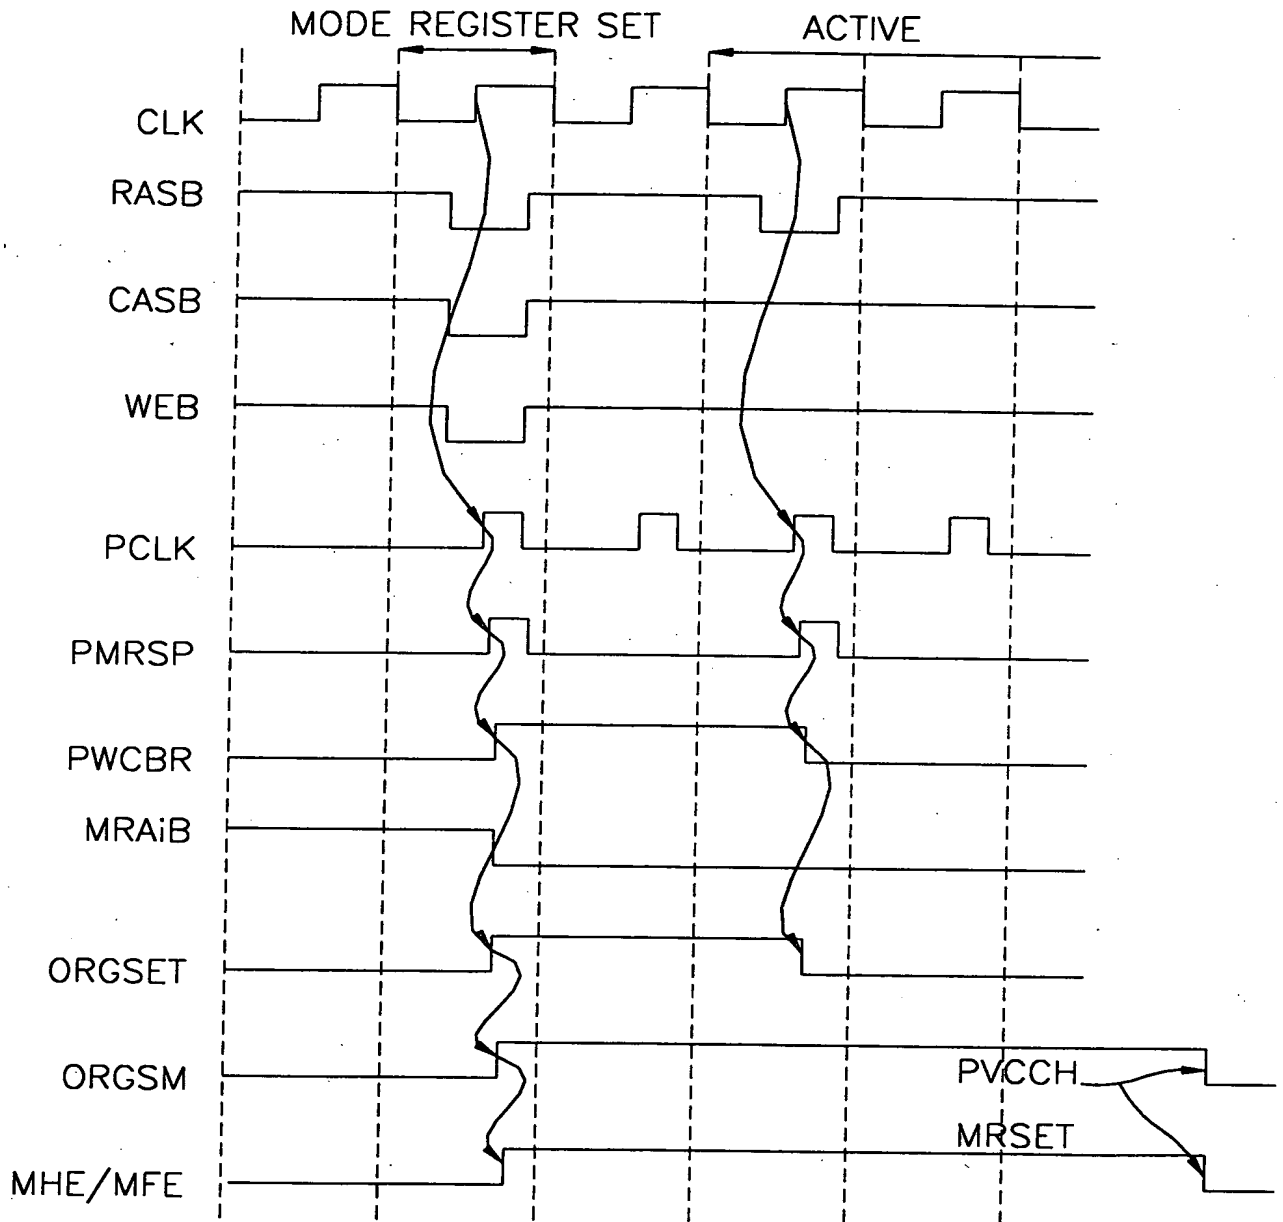 MODE REGISTER SET
ACTIVE
CLK
RASB
CASB
WEB
PCLK
PMRSP
PWCBR
MRAiB
ORGSET
ORGSM
PVCCH
MRSET
MHE/MFE